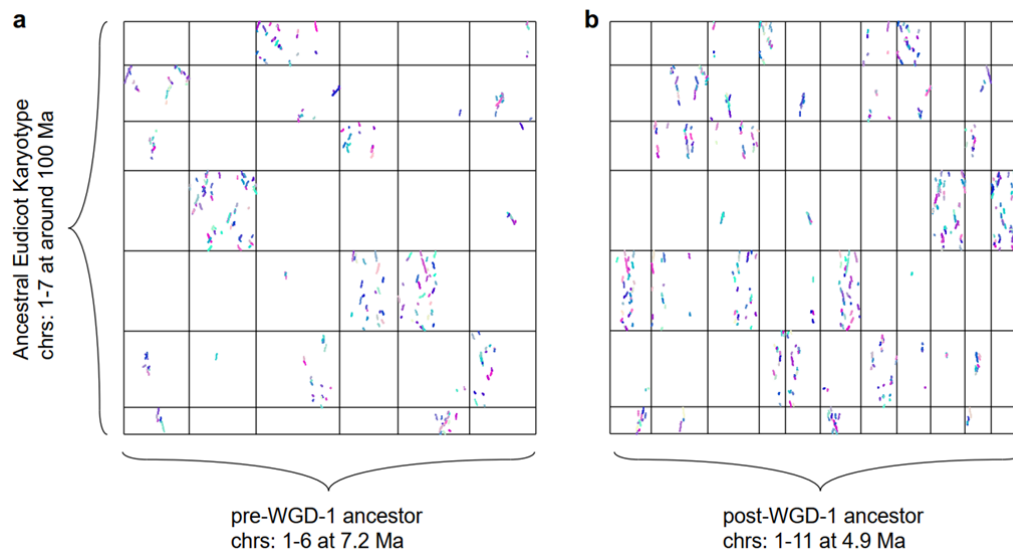 a
b
Ancestral Eudicot Karyotype
chrs: 1-7 at around 100 Ma
pre-WGD-1 ancestor
chrs: 1-6 at 7.2 Ma
post-WGD-1 ancestor
chrs: 1-11 at 4.9 Ma